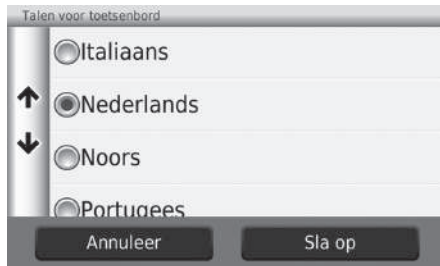 Talen voor toetsenbord
Italiaans
Nederlands
Noors
Portugees
Annuleer
Sla op